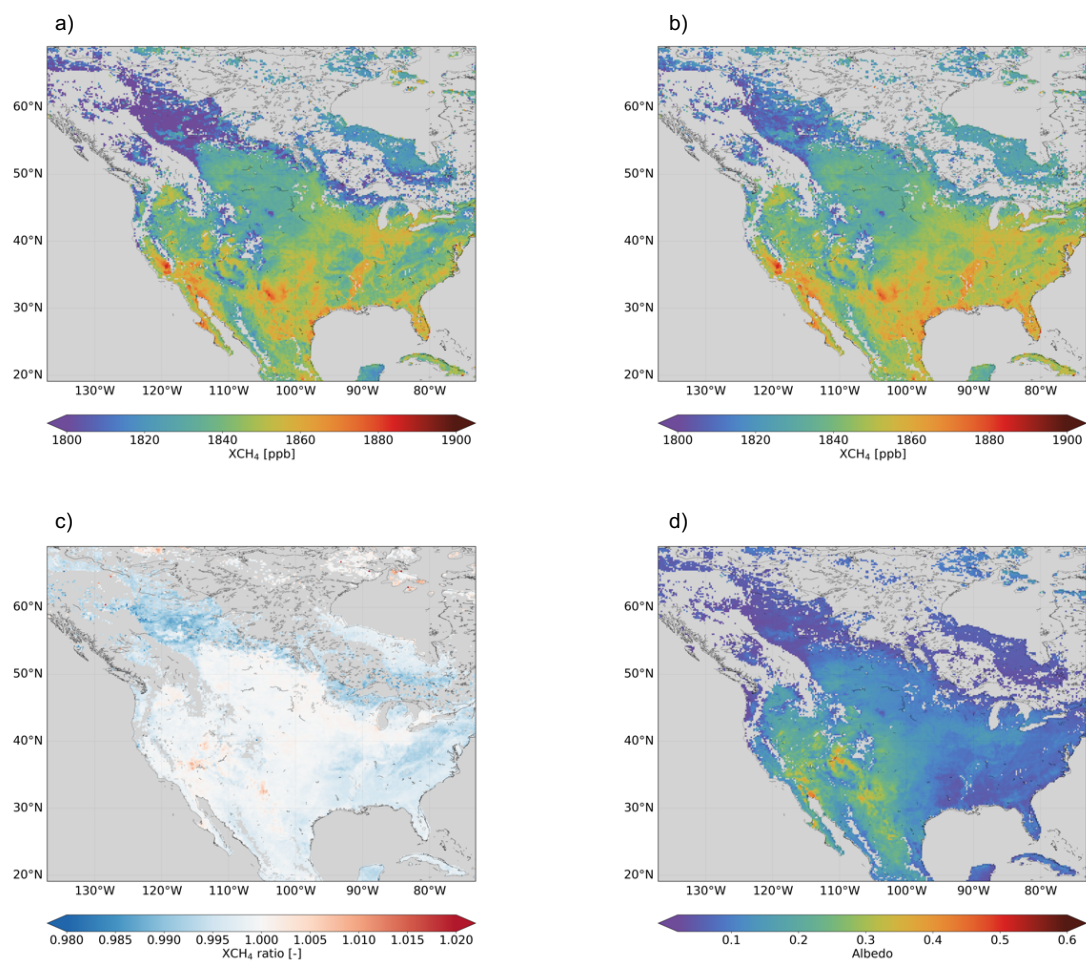 a) b)
60°N 60°N
50°N 50°N
40°N 40°N
30°N 30°N
20°N 20°N
130°W 120°W 110°W 100°W 90°W 80°W 130°W 120°W 110°W 100°W 90°W 80°W
1800 1820 1840 1860 1880 1900 1800 1820 1840 1860 1880 1900
XCH₄ [ppb] XCH₄ [ppb]
c) d)
60°N 60°N
50°N 50°N
40°N 40°N
30°N 30°N
20°N 20°N
130°W 120°W 110°W 100°W 90°W 80°W 130°W 120°W 110°W 100°W 90°W 80°W
0.980 0.985 0.990 0.995 1.000 1.005 1.010 1.015 1.020 0.1 0.2 0.3 0.4 0.5 0.6
XCH₄ ratio [-] Albedo